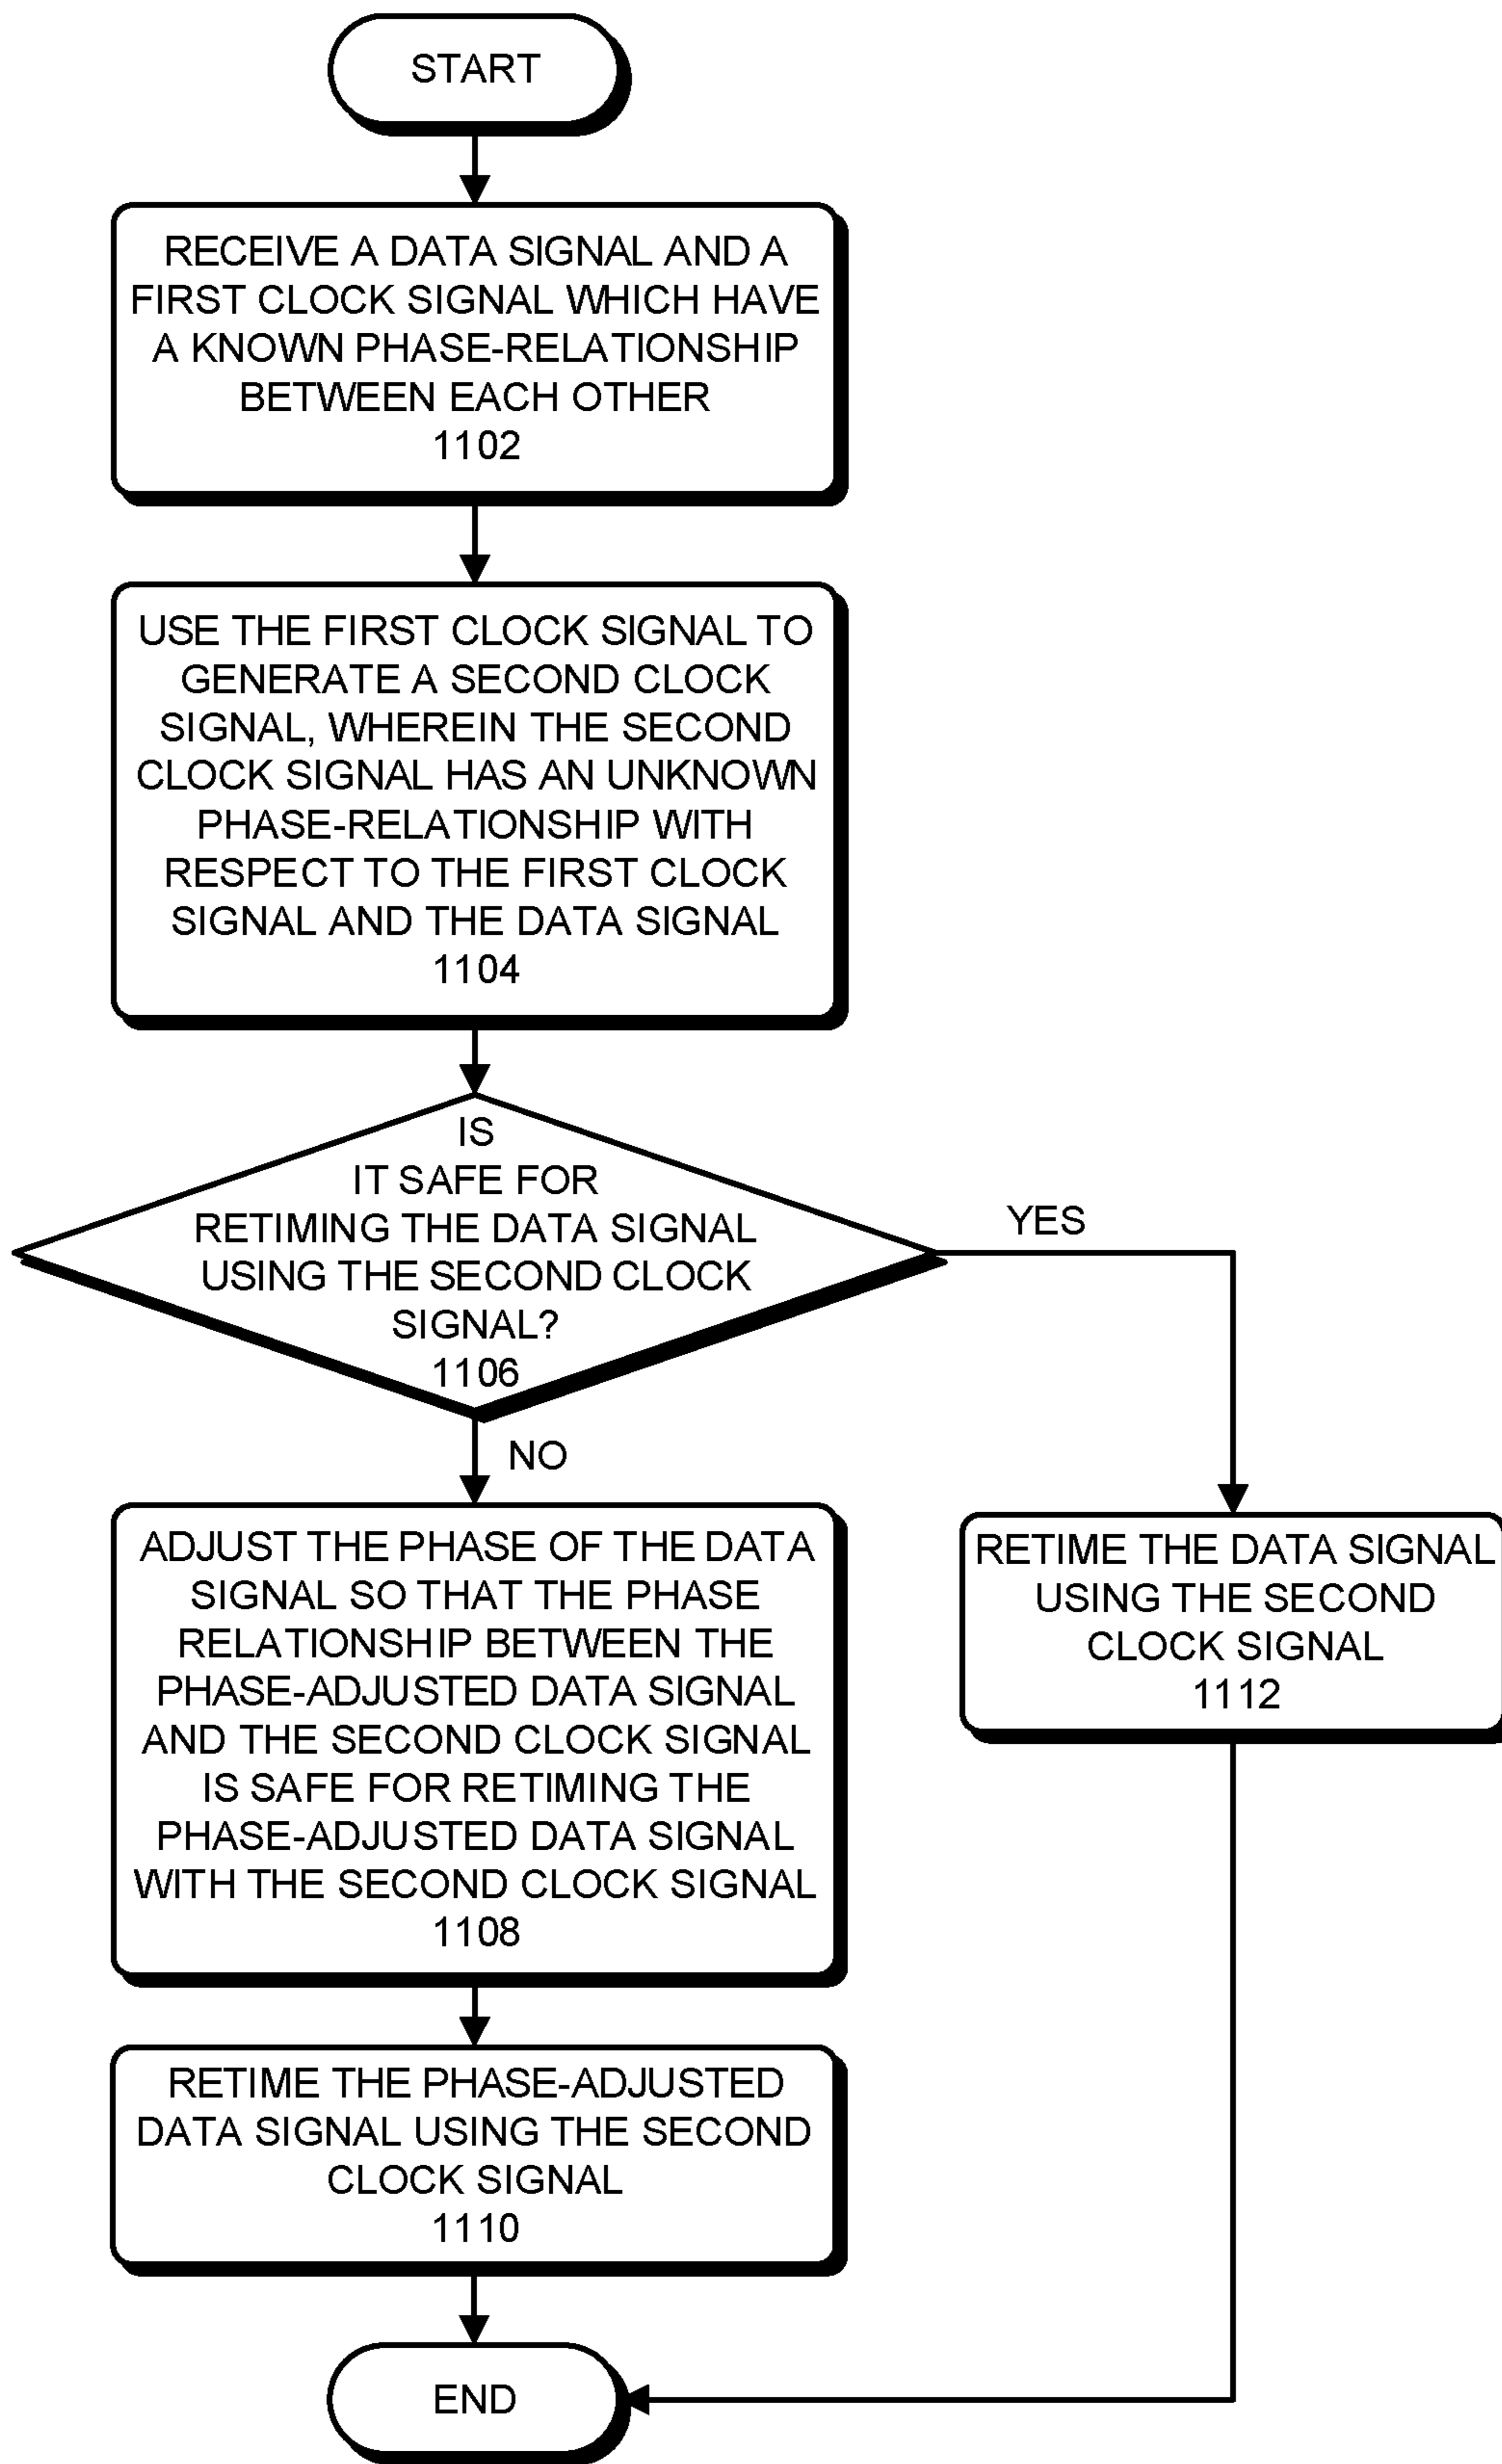 START
RECEIVE A DATA SIGNAL AND A
FIRST CLOCK SIGNAL WHICH HAVE
A KNOWN PHASE-RELATIONSHIP
BETWEEN EACH OTHER
1102
USE THE FIRST CLOCK SIGNAL TO
GENERATE A SECOND CLOCK
SIGNAL, WHEREIN THE SECOND
CLOCK SIGNAL HAS AN UNKNOWN
PHASE-RELATIONSHIP WITH
RESPECT TO THE FIRST CLOCK
SIGNAL AND THE DATA SIGNAL
1104
IS
IT SAFE FOR
RETIMING THE DATA SIGNAL
USING THE SECOND CLOCK
SIGNAL?
1106
YES
NO
ADJUST THE PHASE OF THE DATA
SIGNAL SO THAT THE PHASE
RELATIONSHIP BETWEEN THE
PHASE-ADJUSTED DATA SIGNAL
AND THE SECOND CLOCK SIGNAL
IS SAFE FOR RETIMING THE
PHASE-ADJUSTED DATA SIGNAL
WITH THE SECOND CLOCK SIGNAL
1108
RETIME THE DATA SIGNAL
USING THE SECOND
CLOCK SIGNAL
1112
RETIME THE PHASE-ADJUSTED
DATA SIGNAL USING THE SECOND
CLOCK SIGNAL
1110
END